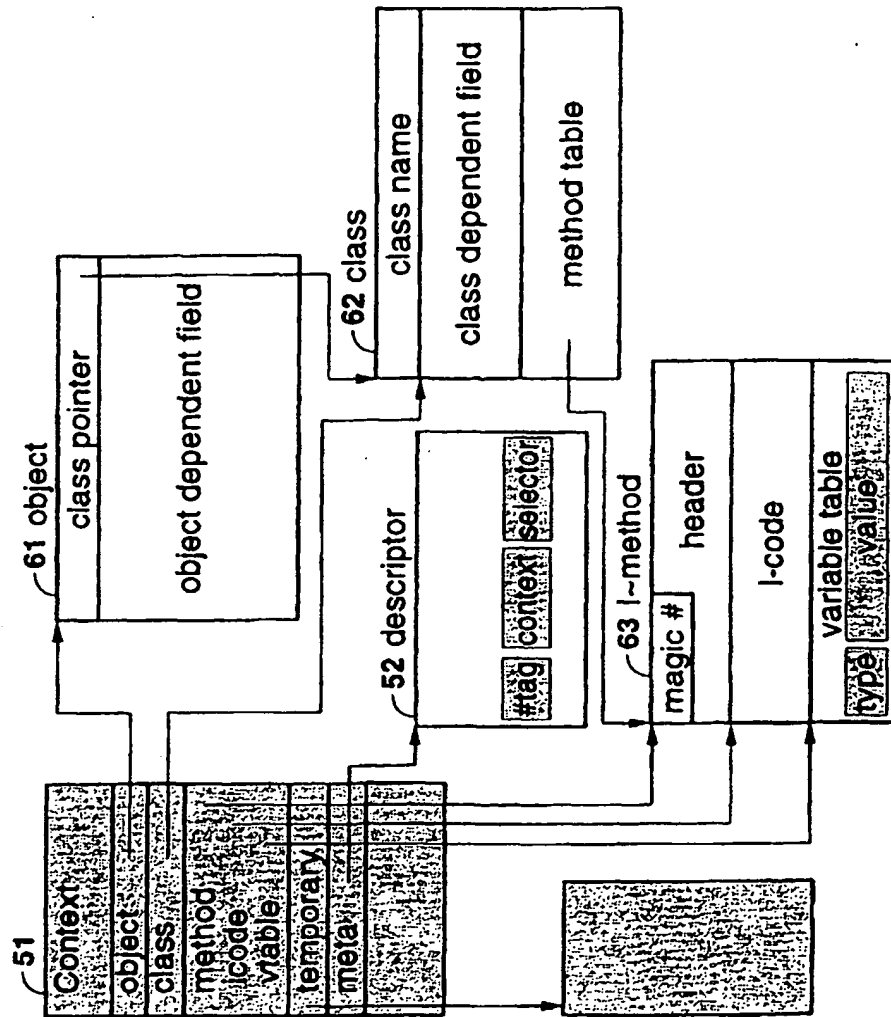 51
Context
object
class
method
icode
vtable
temporary
meta
61 object
class pointer
object dependent field
62 class
class name
class dependent field
method table
52 descriptor
#tag context selector
63 I~method
magic #
header
I-code
variable table
type value